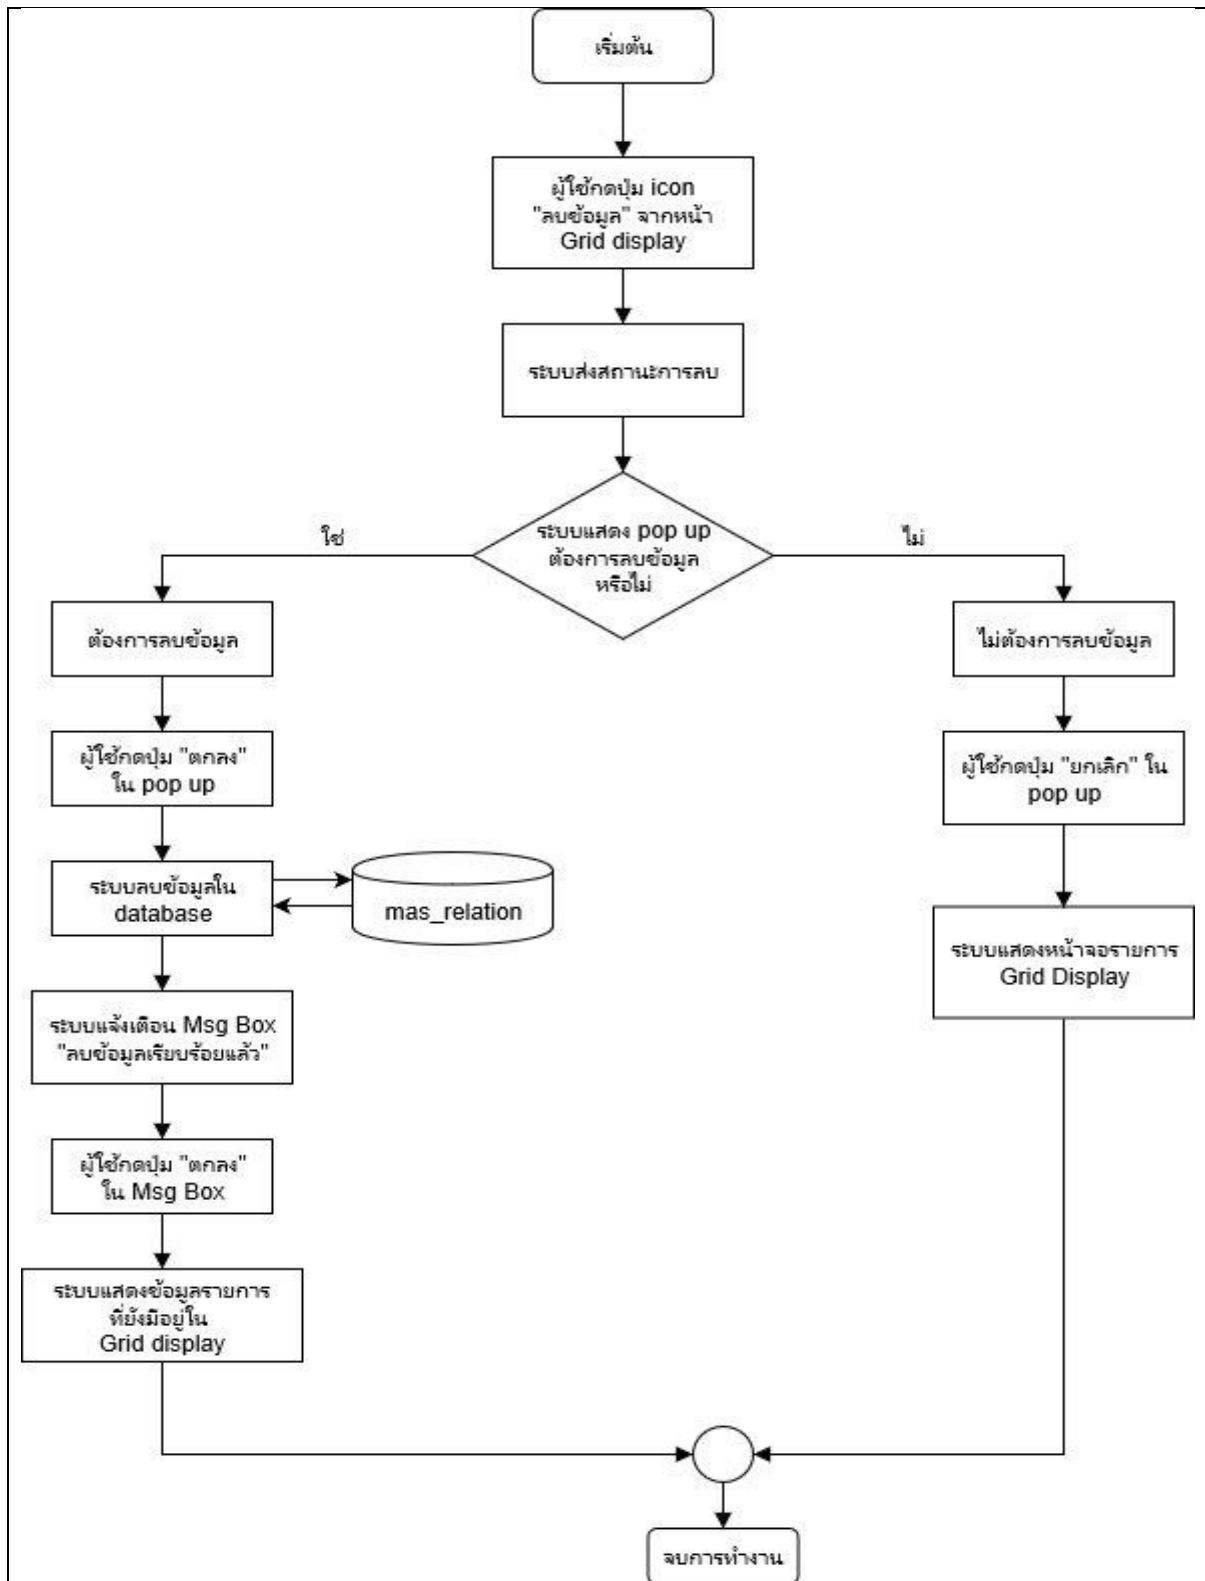 เริ่มต้น
ผู้ใช้กดปุ่ม icon
"ลบข้อมูล" จากหน้า
Grid display
ระบบส่งสถานะการลบ
ระบบแสดง pop up
ต้องการลบข้อมูล
หรือไม่
ใช่
ไม่
ต้องการลบข้อมูล
ไม่ต้องการลบข้อมูล
ผู้ใช้กดปุ่ม "ตกลง"
ใน pop up
ผู้ใช้กดปุ่ม "ยกเลิก" ใน
pop up
ระบบลบข้อมูลใน
database
mas_relation
ระบบแสดงหน้าจอรายการ
Grid Display
ระบบแจ้งเตือน Msg Box
"ลบข้อมูลเรียบร้อยแล้ว"
ผู้ใช้กดปุ่ม "ตกลง"
ใน Msg Box
ระบบแสดงข้อมูลรายการ
ที่ยังมีอยู่ใน
Grid display
จบการทำงาน